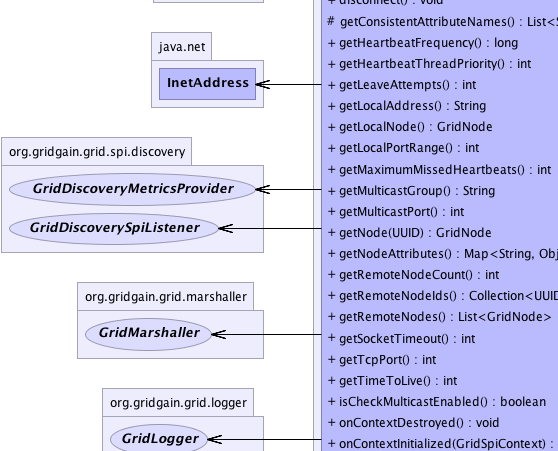 java.net
InetAddress
org.gridgain.grid.spi.discovery
GridDiscoveryMetricsProvider
GridDiscoverySpiListener
org.gridgain.grid.marshaller
GridMarshaller
org.gridgain.grid.logger
GridLogger
+ disconnect() : void
# getConsistentAttributeNames() : List<S
+ getHeartbeatFrequency() : long
+ getHeartbeatThreadPriority() : int
+ getLeaveAttempts() : int
+ getLocalAddress() : String
+ getLocalNode() : GridNode
+ getLocalPortRange() : int
+ getMaximumMissedHeartbeats() : int
+ getMulticastGroup() : String
+ getMulticastPort() : int
+ getNode(UUID) : GridNode
+ getNodeAttributes() : Map<String, Obj
+ getRemoteNodeCount() : int
+ getRemoteNodeIds() : Collection<UUID
+ getRemoteNodes() : List<GridNode>
+ getSocketTimeout() : int
+ getTcpPort() : int
+ getTimeToLive() : int
+ isCheckMulticastEnabled() : boolean
+ onContextDestroyed() : void
+ onContextInitialized(GridSpiContext) :